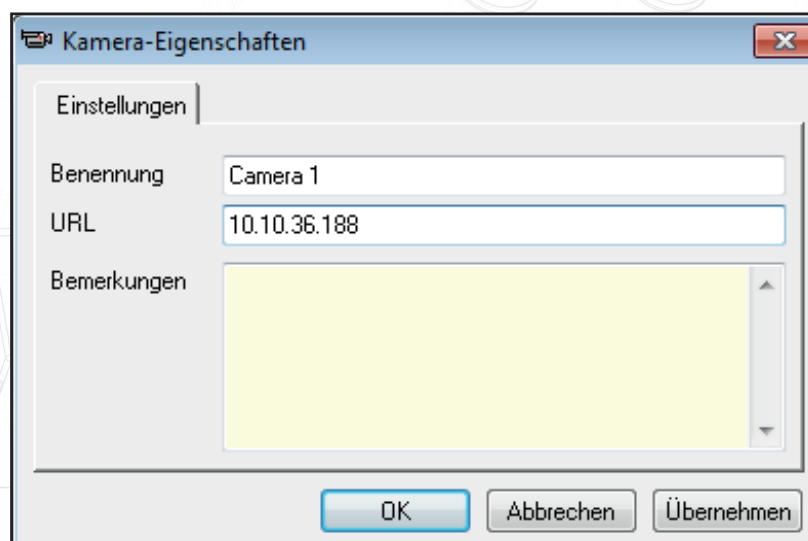 Kamera-Eigenschaften
Einstellungen
Benennung Camera 1
URL 10.10.36.188
Bemerkungen
OK Abbrechen Übernehmen